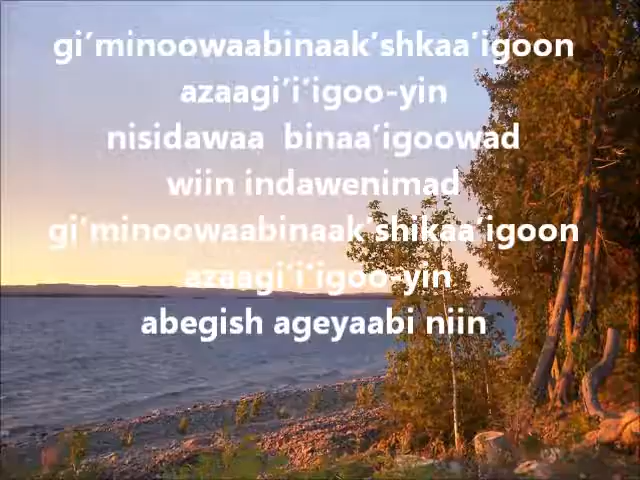 gi’minoowaabinaak’shkaa’igoon
azaagi’i’igoo-yin
nisidawaa binaa’igoowad
wiin indawenimad
gi’minoowaabinaak’shikaa’igoon
azaagi’i’igoo-yin
abegish ageyaabi niin